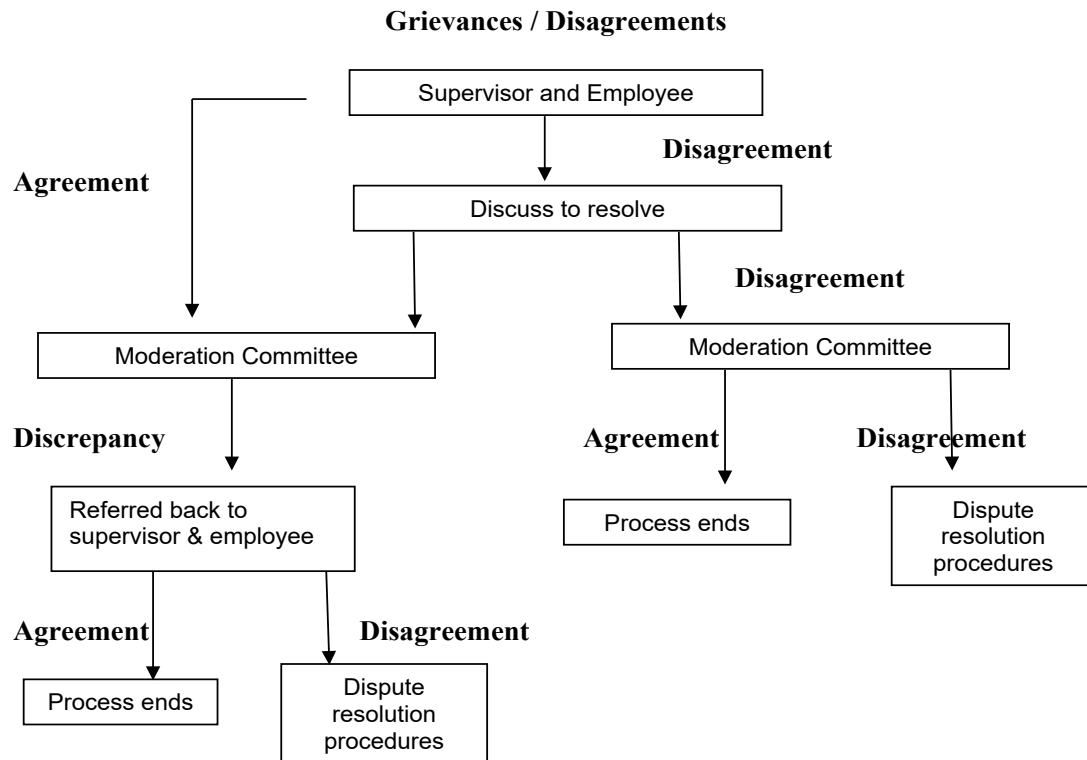 Grievances / Disagreements
Supervisor and Employee
Disagreement
Agreement
Discuss to resolve
Disagreement
Moderation Committee
Moderation Committee
Discrepancy
Agreement
Disagreement
Referred back to
supervisor & employee
Process ends
Dispute
resolution
procedures
Agreement
Disagreement
Process ends
Dispute
resolution
procedures